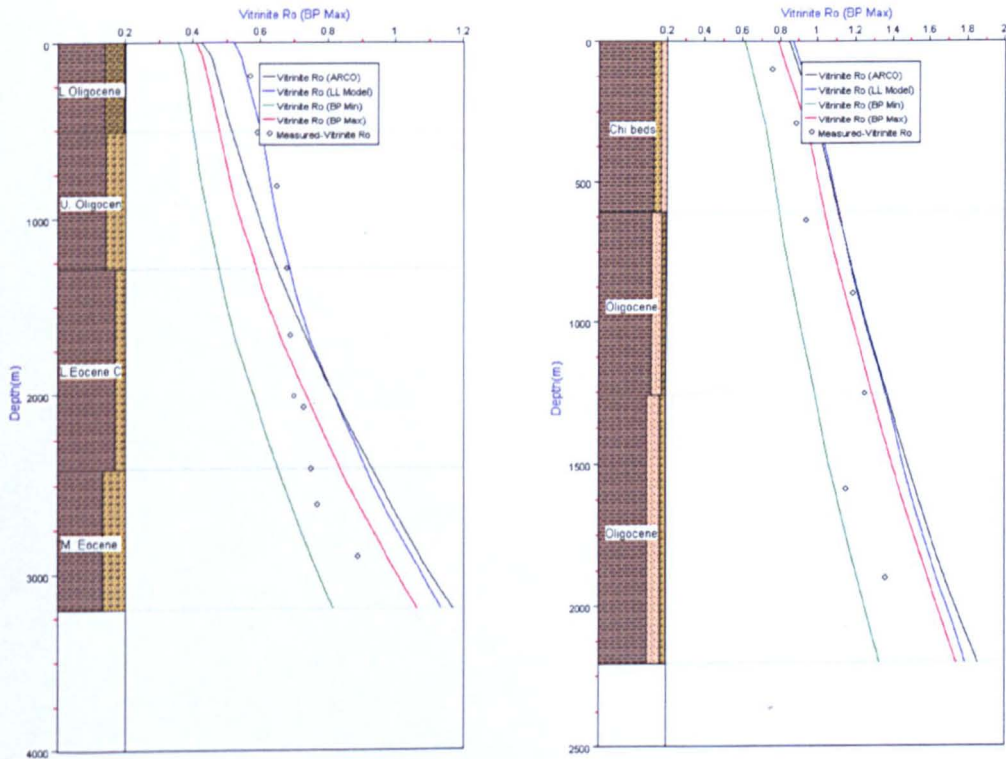 Vitrinite Ro (BP Max)
0.2 0.4 0.6 0.8 1 1.2
0
1000
2000
3000
4000
Depth(m)
L Oligocene
U. Oligocen
L Eocene C
M. Eocene
Vitrinite Ro (ARCO)
Vitrinite Ro (LL Model)
Vitrinite Ro (BP Min)
Vitrinite Ro (BP Max)
Measured-Vitrinite Ro
Vitrinite Ro (BP Max)
0.2 0.4 0.6 0.8 1 1.2 1.4 1.6 1.8 2
0
500
1000
1500
2000
2500
Depth(m)
Chi beds
Oligocene
Oligocene
Vitrinite Ro (ARCO)
Vitrinite Ro (LL Model)
Vitrinite Ro (BP Min)
Vitrinite Ro (BP Max)
Measured-Vitrinite Ro